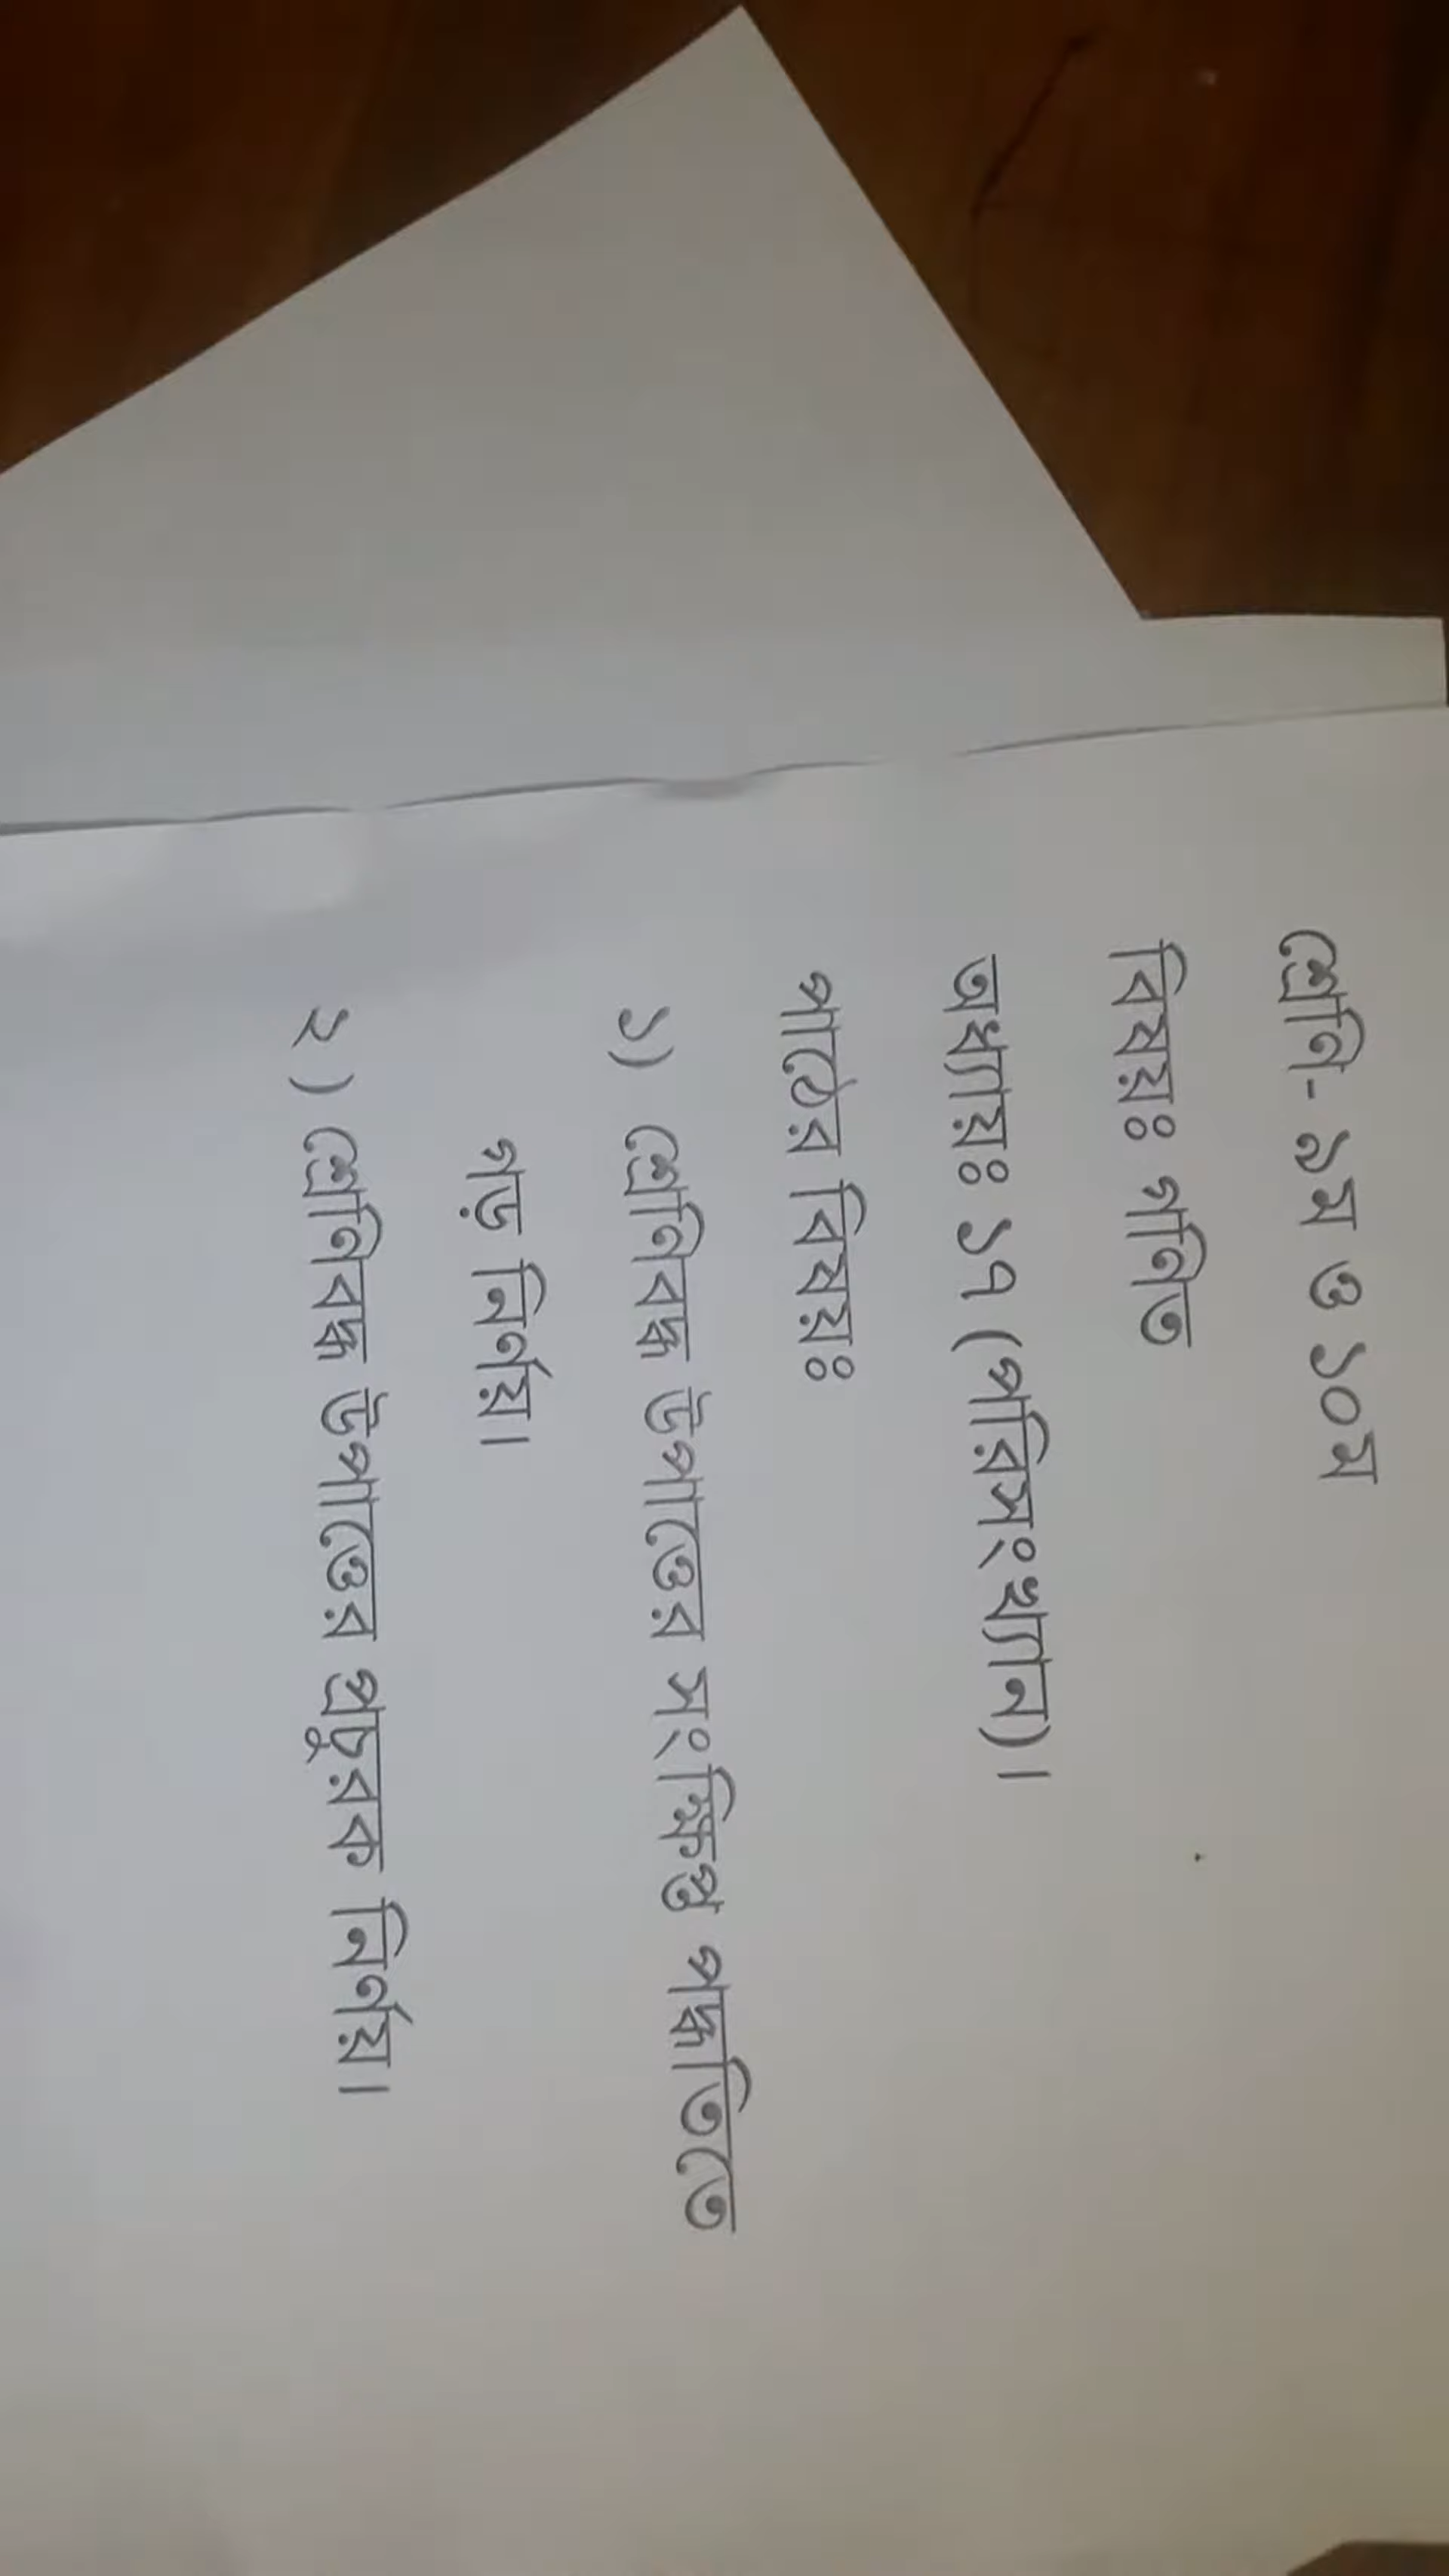 শ্রেনি- ৯ম ও ১০ম
বিষয়ঃ গনিত
অধ্যায়ঃ ১৭ (পরিসংখ্যান)।
পাঠের বিষয়ঃ
১) শ্রেনিবদ্ধ উপাত্তের সংক্ষিপ্ত পদ্ধতিতে
গড় নির্ণয়।
২) শ্রেনিবদ্ধ উপাত্তের প্রচুরক নির্ণয়।